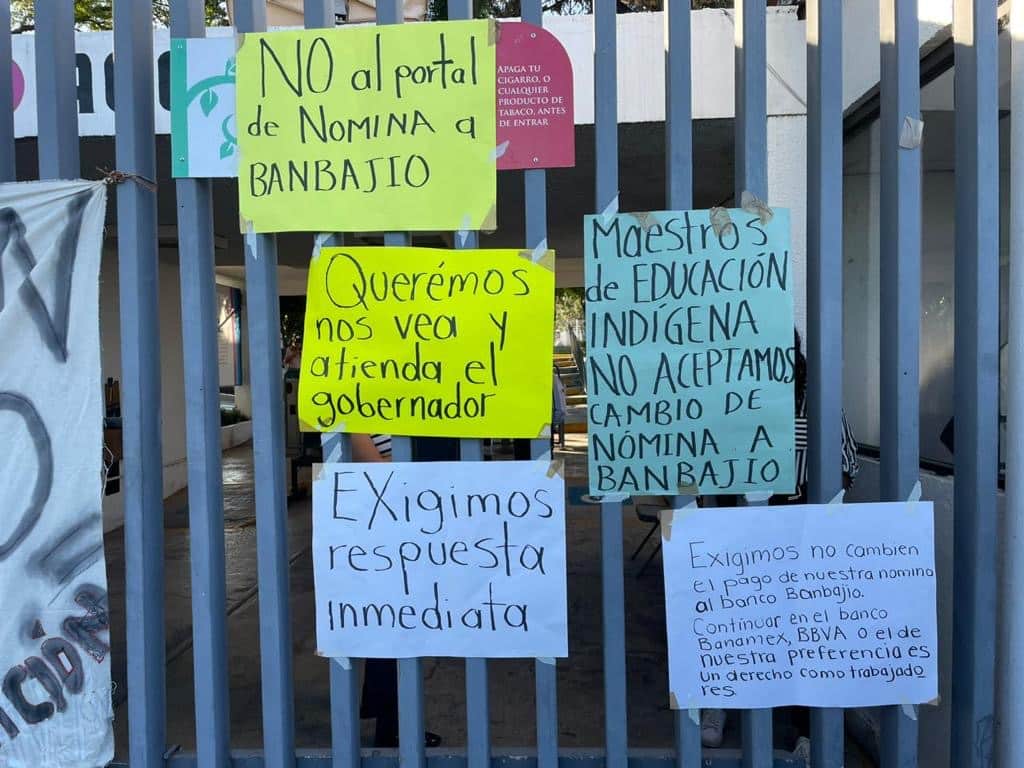 NO al portal
de NOMINA a
BANBAJIO
APAGA TU
CIGARRO, O
CUALQUIER
PRODUCTO DE
TABACO, ANTES
DE ENTRAR
Querémos
nos vea y
atienda el
gobernador
Maestros
de EDUCACIÓN
INDÍGENA
NO ACEPTAMOS
CAMBIO DE
NÓMINA A
BANBAJIO
EXigimos
respuesta
inmediata
Exigimos no cambien
el pago de nuestra nomina
al banco Banbajio.
Continuar en el banco
Banamex, BBVA o el de
nuestra preferencia es
un derecho como trabajado
res.